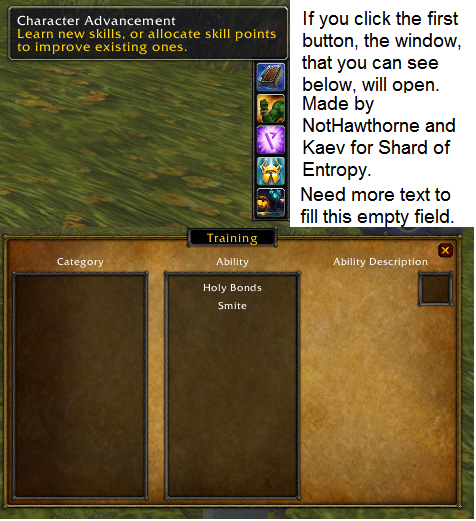 Character Advancement
Learn new skills, or allocate skill points
to improve existing ones.
If you click the first
button, the window,
that you can see
below, will open.
Made by
NotHawthorne and
Kaev for Shard of
Entropy.
Need more text to
fill this empty field.
Training
Category
Ability
Ability Description
Holy Bonds
Smite